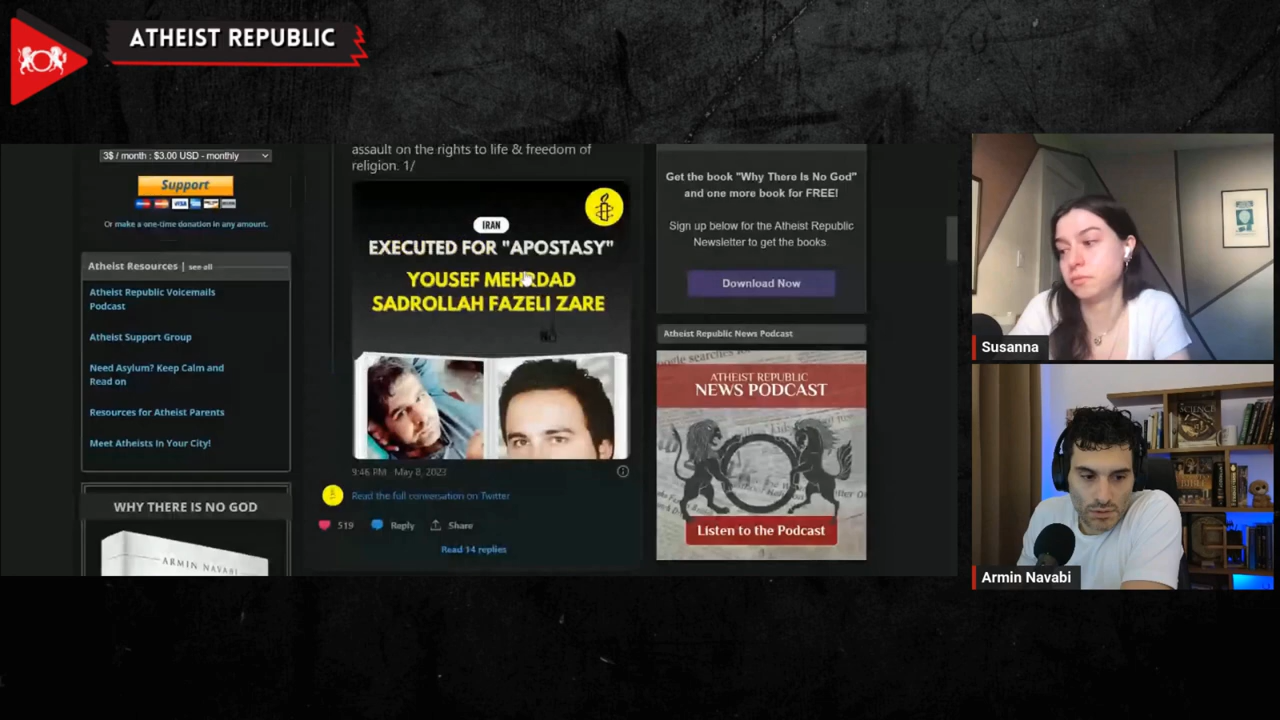 ATHEIST REPUBLIC
3$ / month : $3.00 USD - monthly
Support
Or make a one-time donation in any amount.
Atheist Resources | see all
Atheist Republic Voicemails
Podcast
Atheist Support Group
Need Asylum? Keep Calm and
Read on
Resources for Atheist Parents
Meet Atheists In Your City!
WHY THERE IS NO GOD
ARMIN NAVABI
assault on the rights to life & freedom of
religion. 1/
IRAN
EXECUTED FOR "APOSTASY"
YOUSEF MEHRDAD
SADROLLAH FAZELI ZARE
9:46 PM · May 8, 2023
Read the full conversation on Twitter
519 Reply Share
Read 14 replies
Get the book "Why There Is No God"
and one more book for FREE!
Sign up below for the Atheist Republic
Newsletter to get the books.
Download Now
Atheist Republic News Podcast
ATHEIST REPUBLIC
NEWS PODCAST
Listen to the Podcast
Susanna
SCIENCE
Armin Navabi